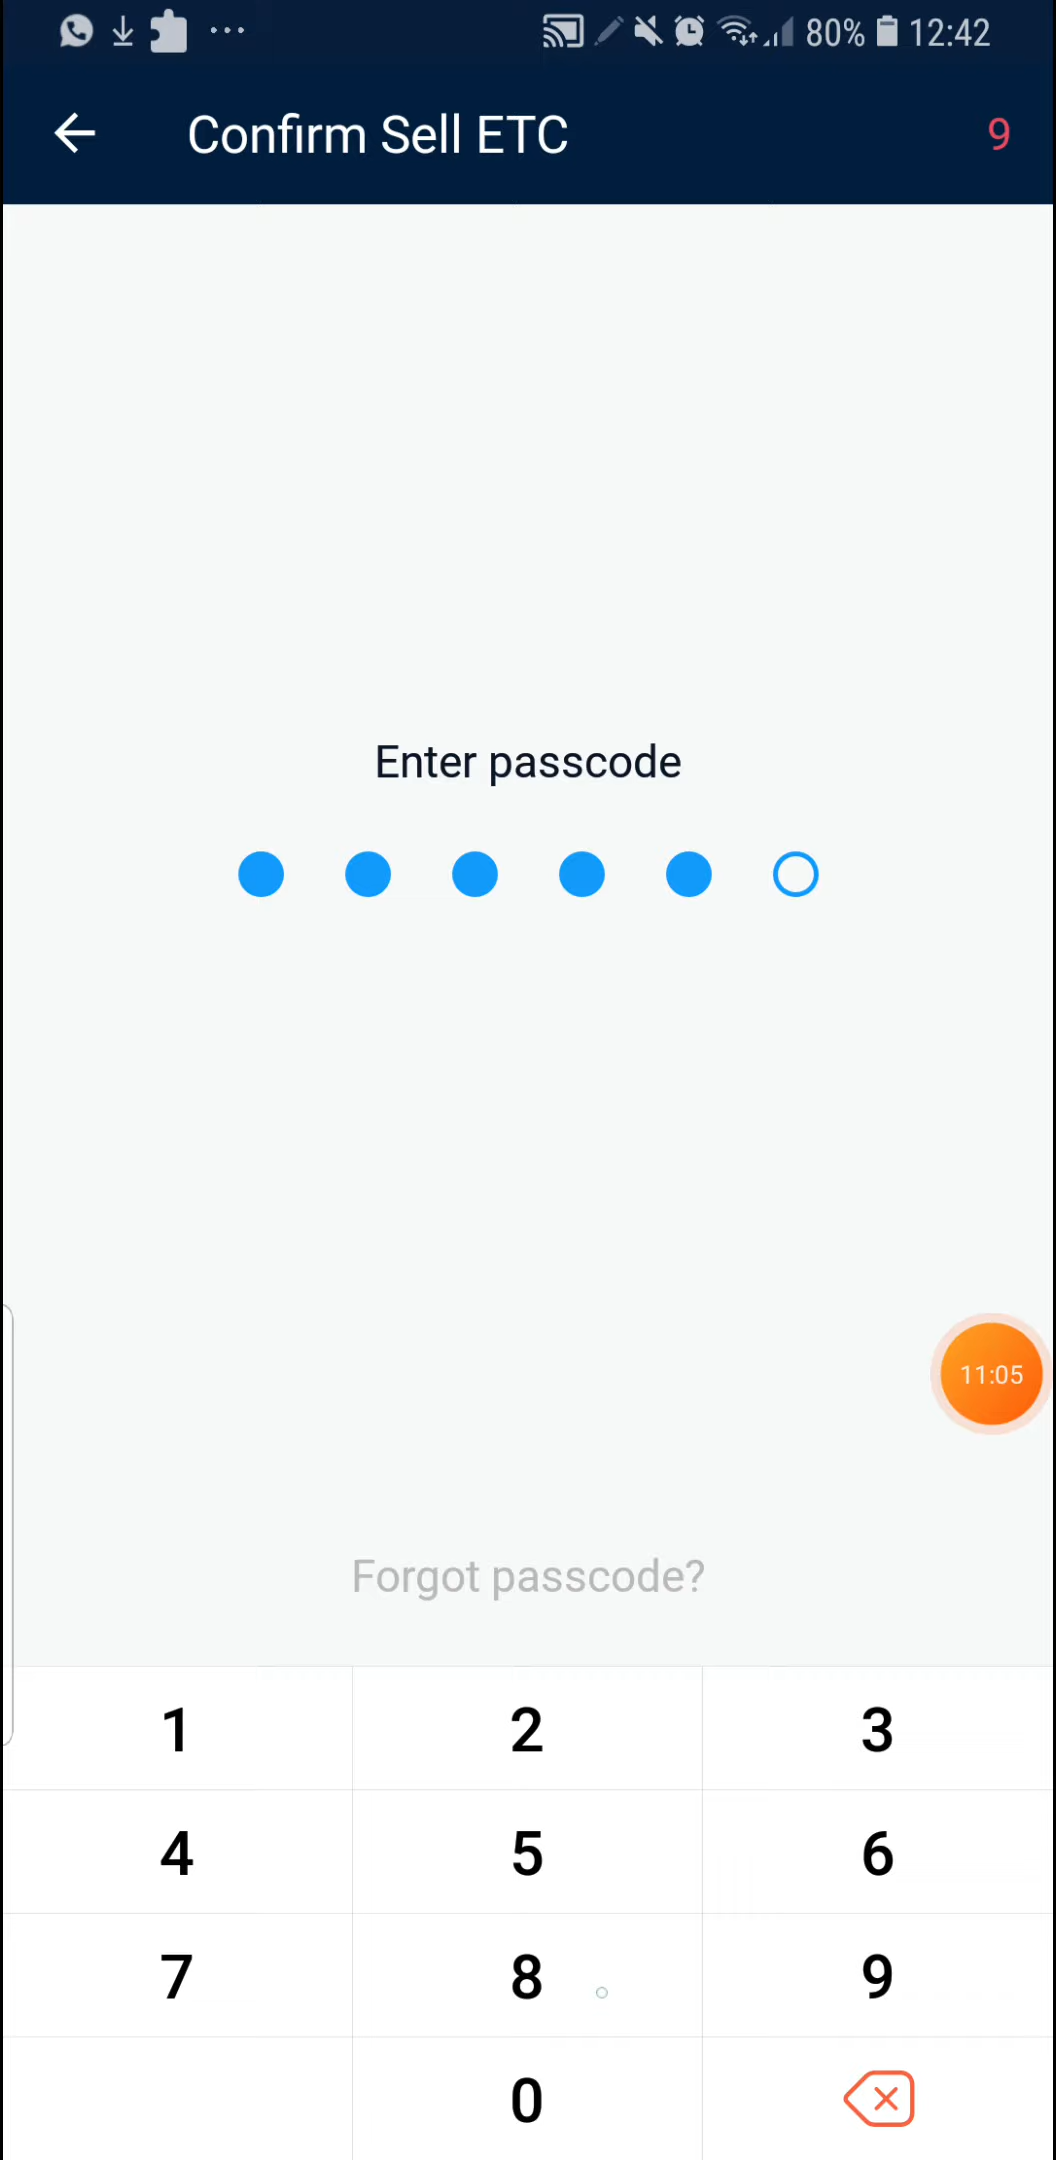 80% 12:42
Confirm Sell ETC 9
Enter passcode
11:05
Forgot passcode?
1 2 3
4 5 6
7 8 9
0